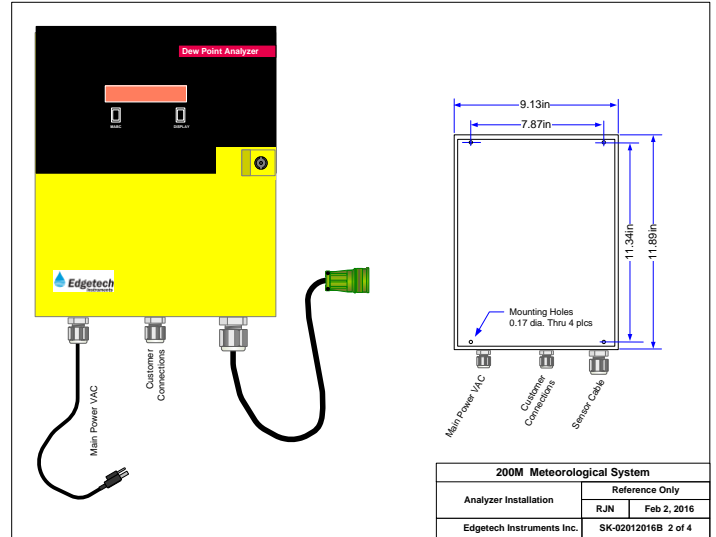 Dew Point Analyzer
MABC
DISPLAY
Edgetech
Instruments
Main Power VAC
Customer
Connections
9.13in
7.87in
11.34in
11.89in
Mounting Holes
0.17 dia. Thru 4 plcs
Main Power VAC
Customer
Connections
Sensor Cable
200M Meteorological System
Analyzer Installation
Reference Only
RJN
Feb 2, 2016
Edgetech Instruments Inc.
SK-02012016B 2 of 4